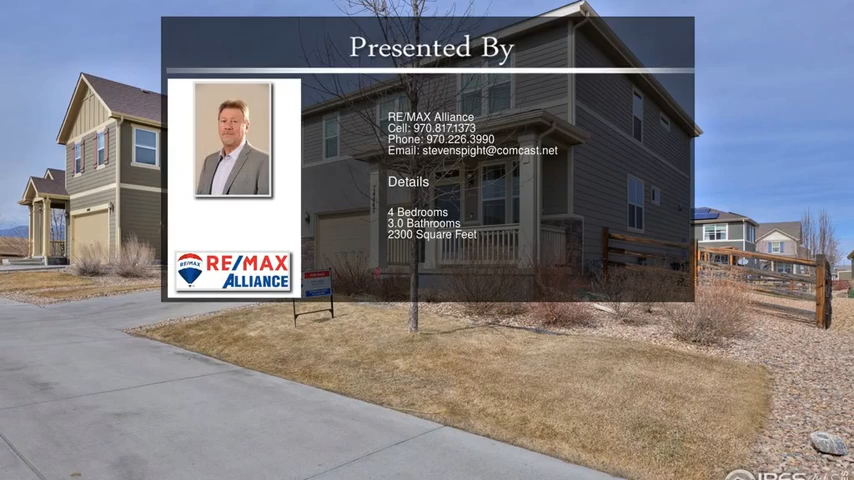 Presented By
RE/MAX Alliance
Cell: 970.817.1373
Phone: 970.226.3990
Email: stevenspight@comcast.net
Details
4 Bedrooms
3.0 Bathrooms
2300 Square Feet
RE/MAX
RE/MAX
ALLIANCE